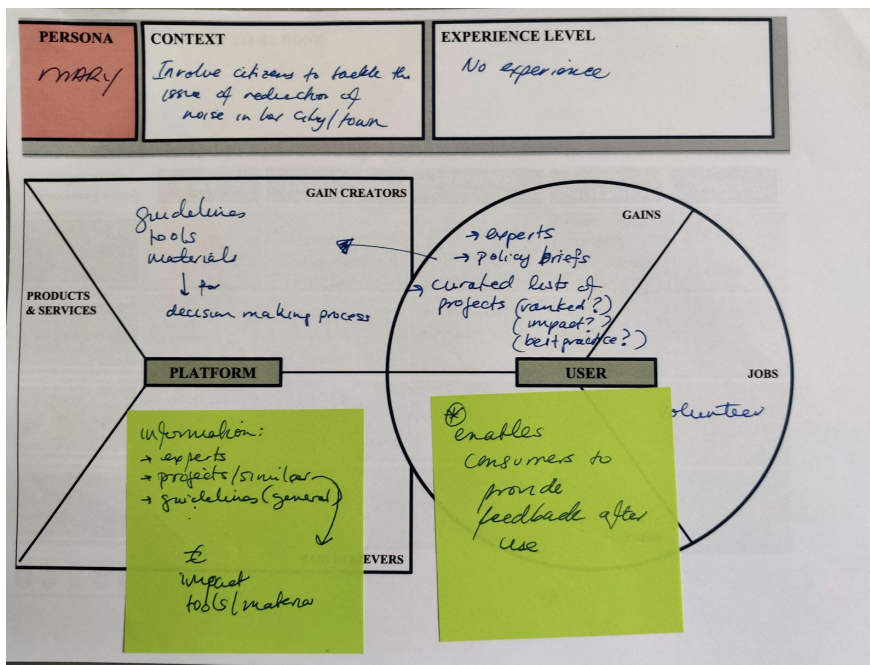 PERSONA
MARY
CONTEXT
Involve citizens to tackle the
issue of reduction of
noise in her city/town
EXPERIENCE LEVEL
No experience
GAIN CREATORS
guidelines
tools
materials
↓ for
decision making process
PRODUCTS
& SERVICES
PLATFORM
GAINS
→ experts
→ policy briefs
→ curated lists of
projects (ranked?)
(impact?)
(best practice?)
USER
JOBS
olunteer
information:
→ experts
→ projects/similar
→ guidelines (general)
€
impact
tools/materia
EVERS
* enables
consumers to
provide
feedback after
use